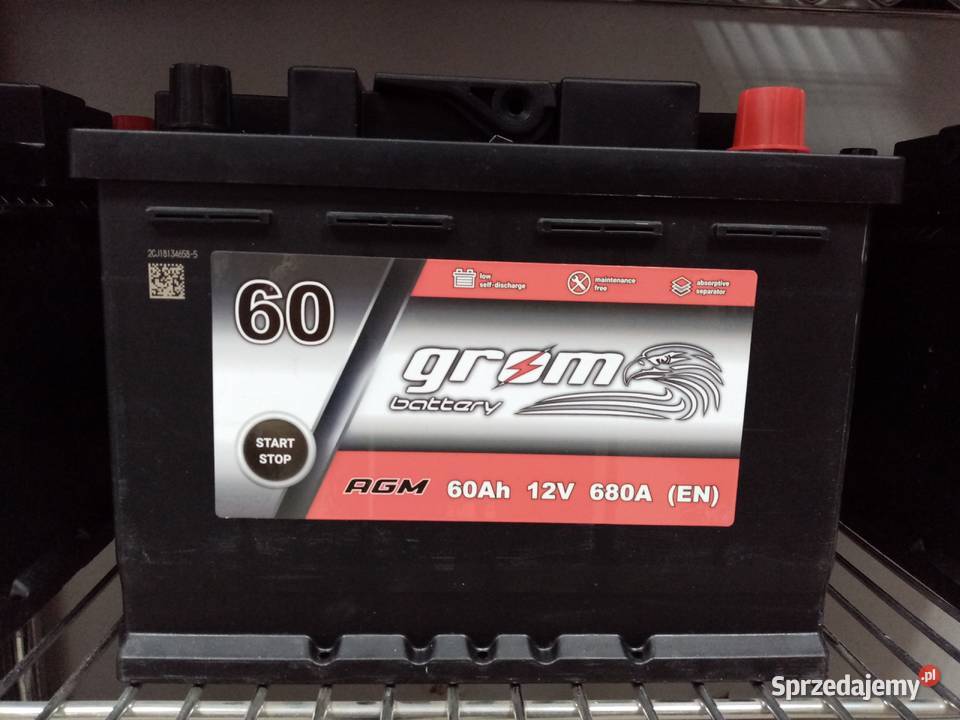 2CJ1813465B-5
60
low
self-discharge
maintenance
free
absorptive
separator
grom
battery
START
STOP
AGM 60Ah 12V 680A (EN)
Sprzedajemy.pl